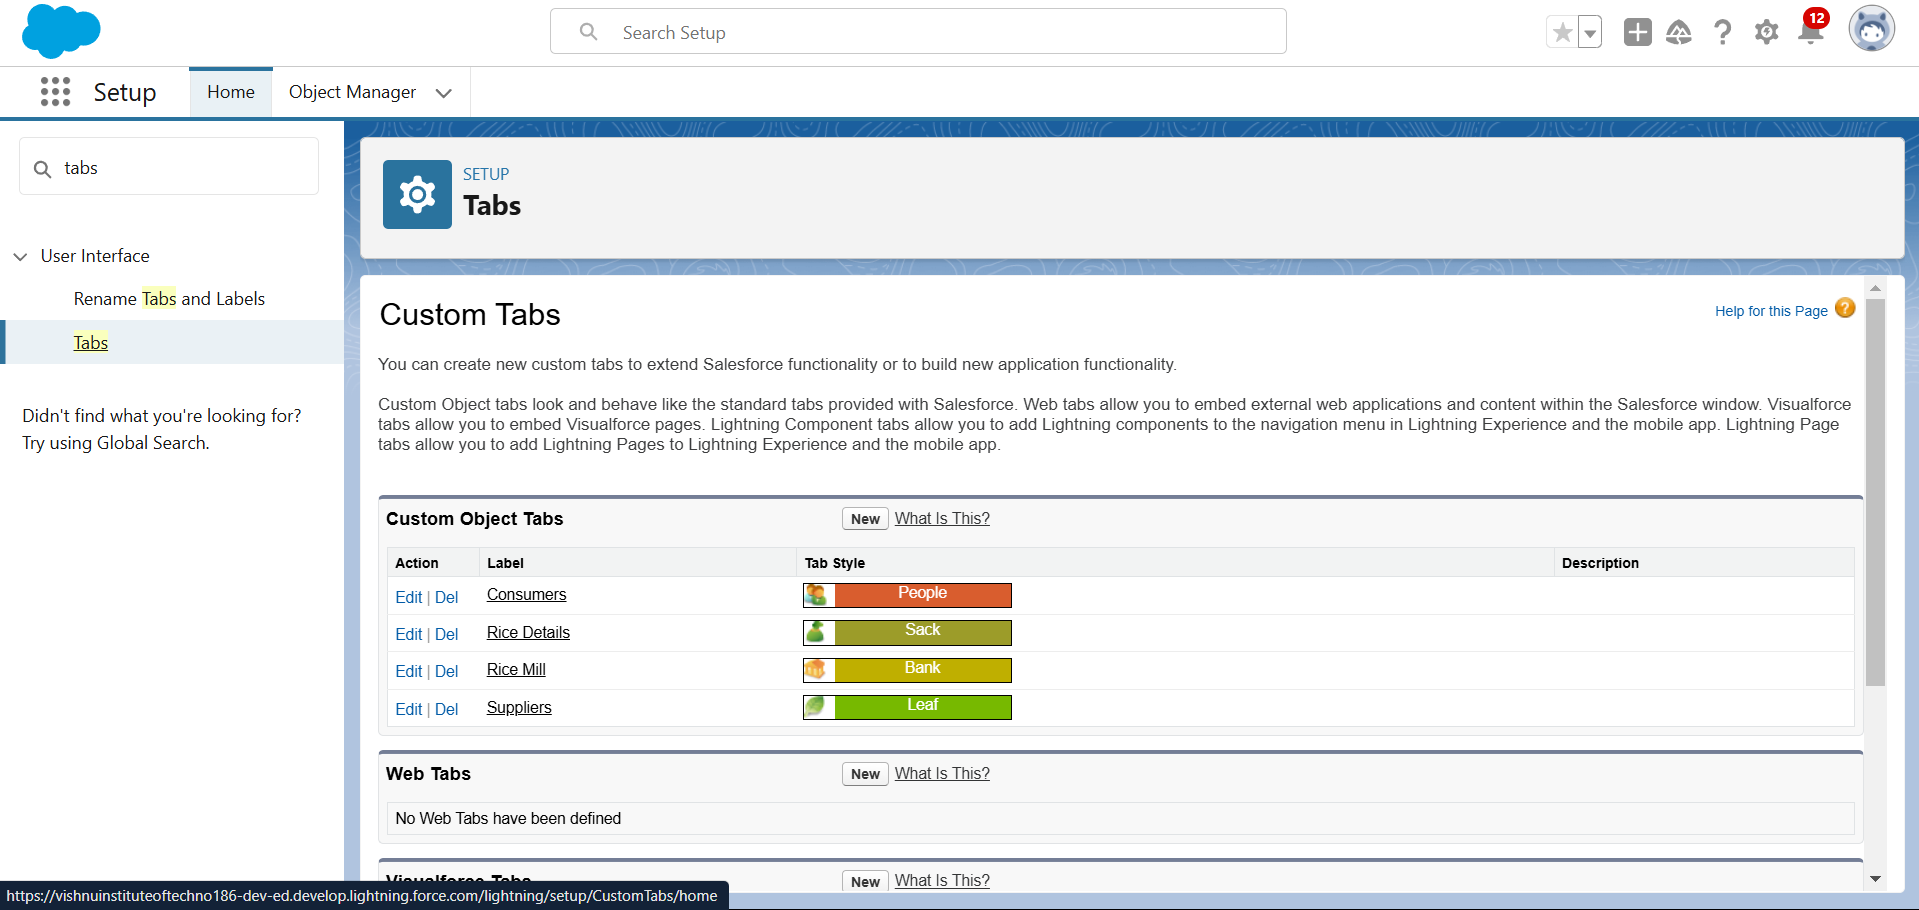 Search Setup
12
Setup
Home
Object Manager
tabs
User Interface
Rename Tabs and Labels
Tabs
Didn't find what you're looking for?
Try using Global Search.
SETUP
Tabs
Custom Tabs
Help for this Page
?
You can create new custom tabs to extend Salesforce functionality or to build new application functionality.
Custom Object tabs look and behave like the standard tabs provided with Salesforce. Web tabs allow you to embed external web applications and content within the Salesforce window. Visualforce
tabs allow you to embed Visualforce pages. Lightning Component tabs allow you to add Lightning components to the navigation menu in Lightning Experience and the mobile app. Lightning Page
tabs allow you to add Lightning Pages to Lightning Experience and the mobile app.
Custom Object Tabs New What Is This?
Action Label Tab Style Description
Edit | Del Consumers People
Edit | Del Rice Details Sack
Edit | Del Rice Mill Bank
Edit | Del Suppliers Leaf
Web Tabs New What Is This?
No Web Tabs have been defined
Visualforce Tabs New What Is This?
https://vishnuinstituteoftechno186-dev-ed.develop.lightning.force.com/lightning/setup/CustomTabs/home